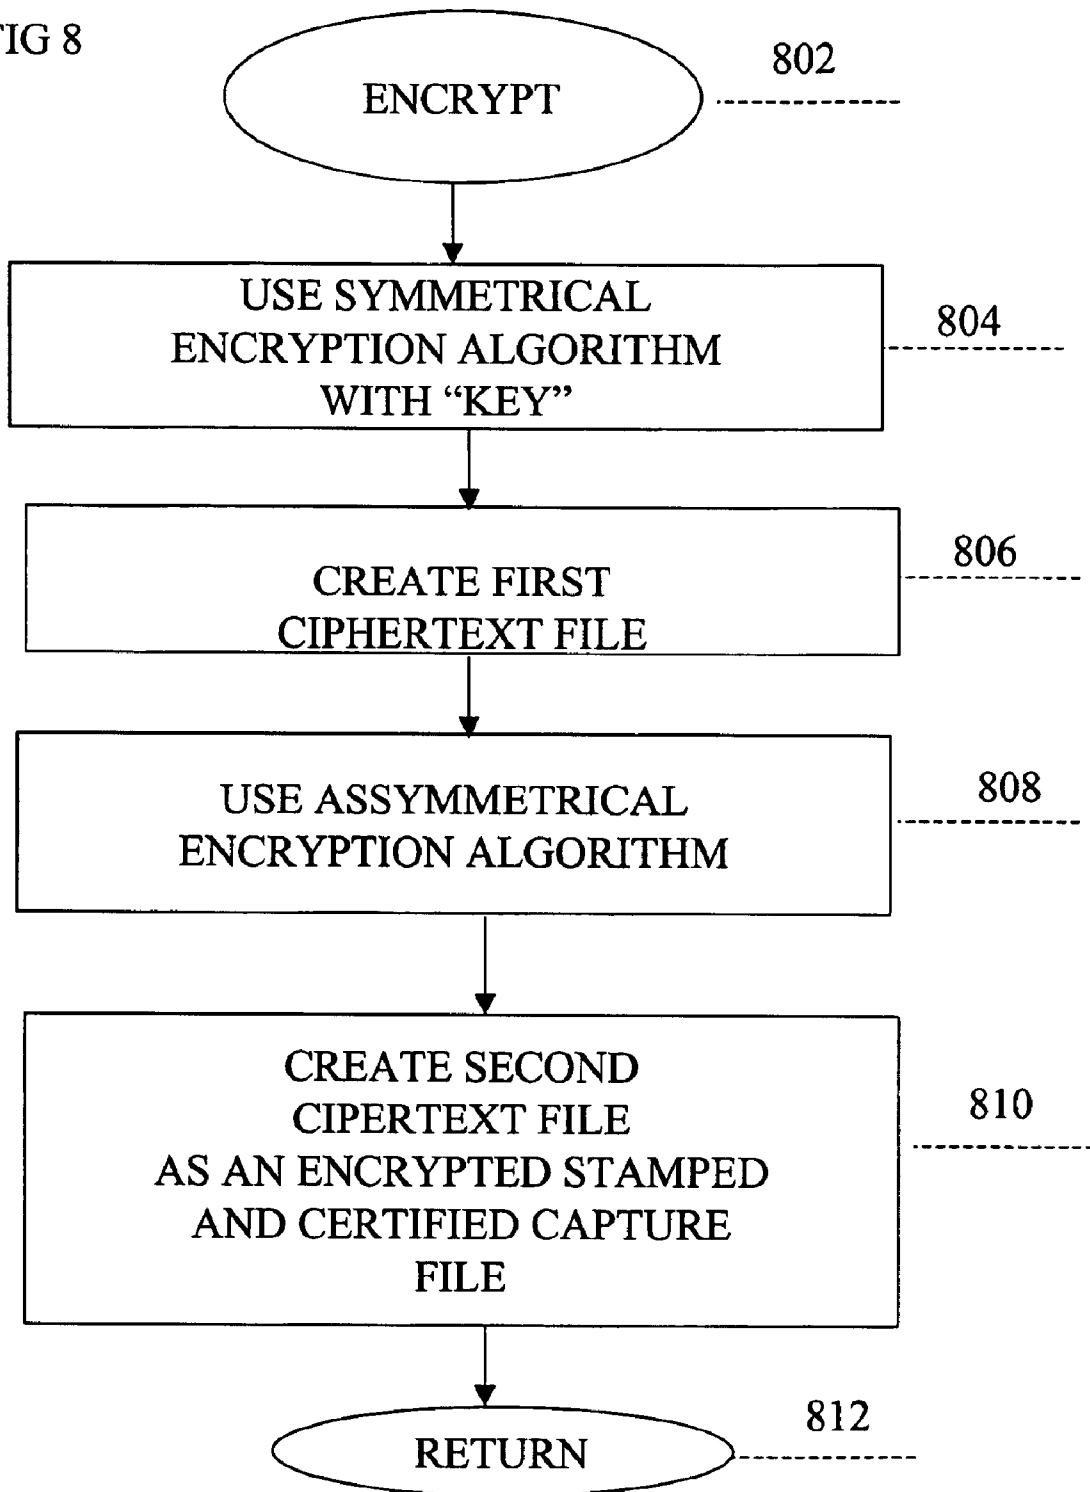 FIG 8
802
ENCRYPT
804
USE SYMMETRICAL
ENCRYPTION ALGORITHM
WITH “KEY”
806
CREATE FIRST
CIPHERTEXT FILE
808
USE ASSYMMETRICAL
ENCRYPTION ALGORITHM
810
CREATE SECOND
CIPERTEXT FILE
AS AN ENCRYPTED STAMPED
AND CERTIFIED CAPTURE
FILE
812
RETURN